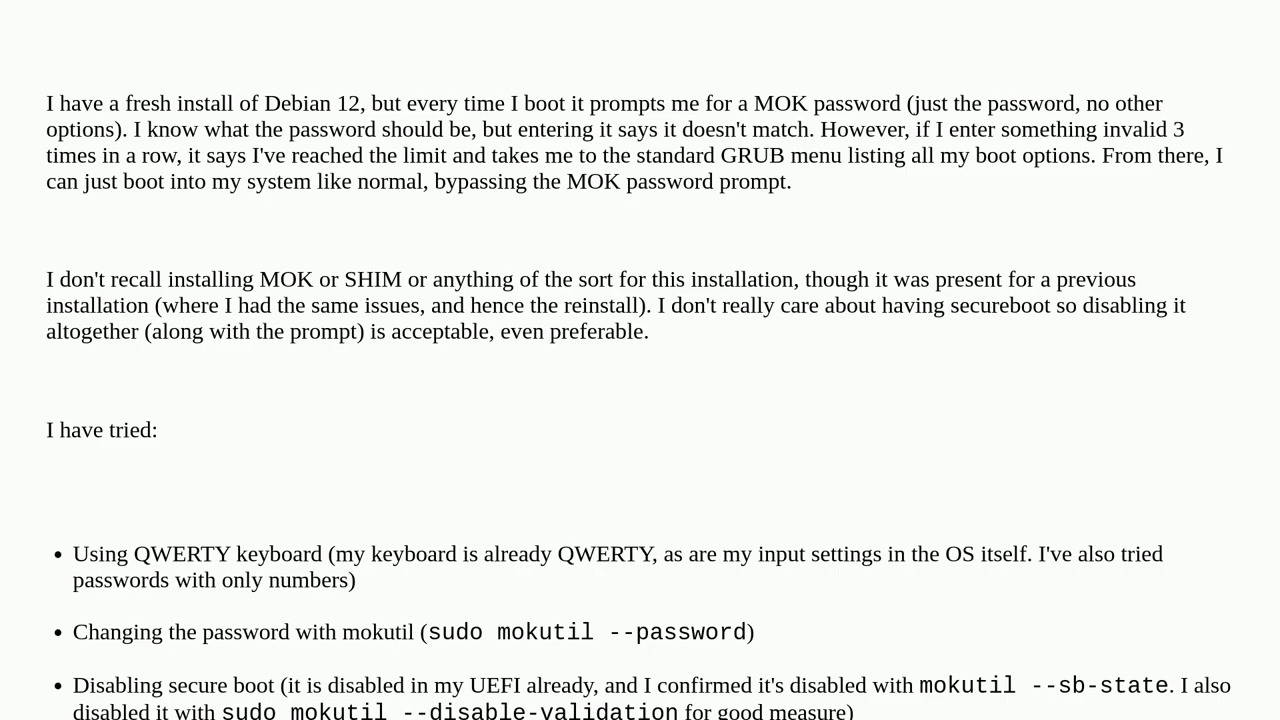 I have a fresh install of Debian 12, but every time I boot it prompts me for a MOK password (just the password, no other
options). I know what the password should be, but entering it says it doesn't match. However, if I enter something invalid 3
times in a row, it says I've reached the limit and takes me to the standard GRUB menu listing all my boot options. From there, I
can just boot into my system like normal, bypassing the MOK password prompt.
I don't recall installing MOK or SHIM or anything of the sort for this installation, though it was present for a previous
installation (where I had the same issues, and hence the reinstall). I don't really care about having secureboot so disabling it
altogether (along with the prompt) is acceptable, even preferable.
I have tried:
• Using QWERTY keyboard (my keyboard is already QWERTY, as are my input settings in the OS itself. I've also tried
passwords with only numbers)
• Changing the password with mokutil (sudo mokutil --password)
• Disabling secure boot (it is disabled in my UEFI already, and I confirmed it's disabled with mokutil --sb-state. I also
disabled it with sudo mokutil --disable-validation for good measure)